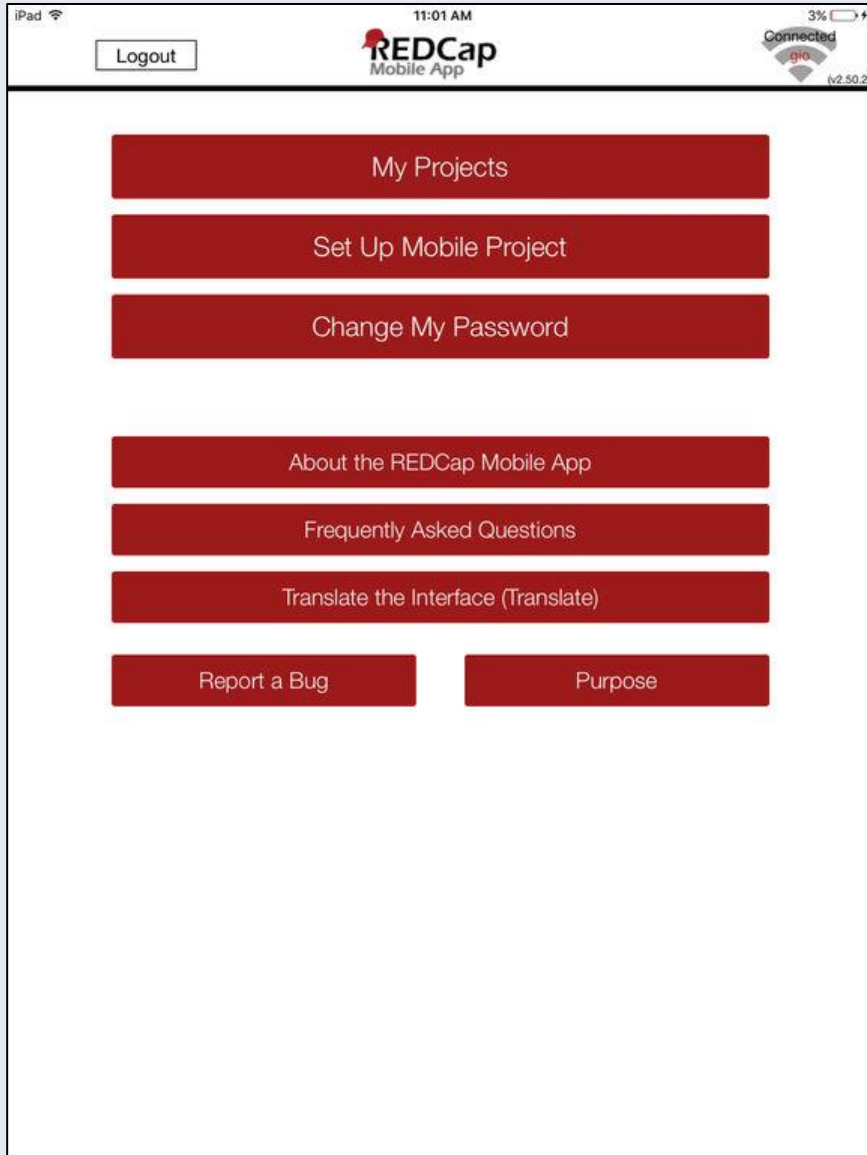 iPad 11:01 AM 3%
Logout REDCap Connected
Mobile App gio
(v2.50.2
My Projects
Set Up Mobile Project
Change My Password
About the REDCap Mobile App
Frequently Asked Questions
Translate the Interface (Translate)
Report a Bug Purpose